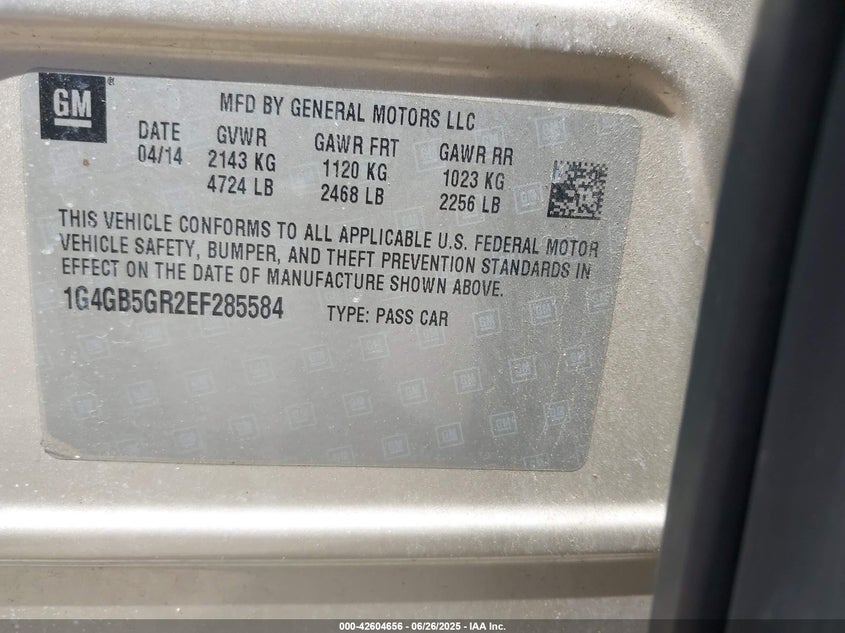 GM
MFD BY GENERAL MOTORS LLC
DATE GVWR GAWR FRT GAWR RR
04/14 2143 KG 1120 KG 1023 KG
4724 LB 2468 LB 2256 LB
THIS VEHICLE CONFORMS TO ALL APPLICABLE U.S. FEDERAL MOTOR
VEHICLE SAFETY, BUMPER, AND THEFT PREVENTION STANDARDS IN
EFFECT ON THE DATE OF MANUFACTURE SHOWN ABOVE.
1G4GB5GR2EF285584 TYPE: PASS CAR
000-42604656 - 06/26/2025 - IAA Inc.